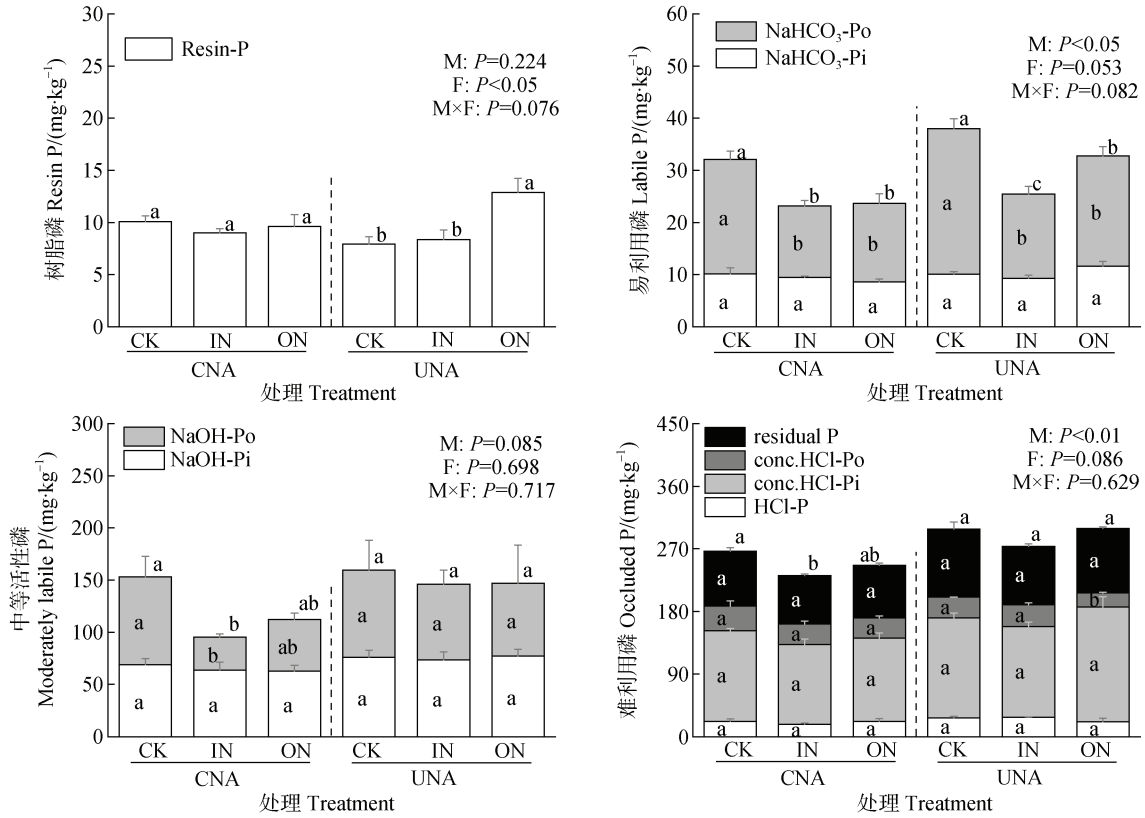 树脂磷 Resin P/(mg·kg⁻¹)
30
25
20
15
10
5
0
Resin-P
M: P=0.224
F: P<0.05
M×F: P=0.076
a
a
a
b
b
a
CK IN ON CK IN ON
CNA UNA
处理 Treatment
易利用磷 Labile P/(mg·kg⁻¹)
60
50
40
30
20
10
0
NaHCO₃-Po
NaHCO₃-Pi
M: P<0.05
F: P=0.053
M×F: P=0.082
a b b a c b
a b b a b b
a a a a a a
CK IN ON CK IN ON
CNA UNA
处理 Treatment
中等活性磷
Moderately labile P/(mg·kg⁻¹)
300
250
200
150
100
50
0
NaOH-Po
NaOH-Pi
M: P=0.085
F: P=0.698
M×F: P=0.717
a b ab a a a
a b ab a a a
a a a a a a
CK IN ON CK IN ON
CNA UNA
处理 Treatment
难利用磷 Occluded P/(mg·kg⁻¹)
450
360
270
180
90
0
residual P
conc.HCl-Po
conc.HCl-Pi
HCl-P
M: P<0.01
F: P=0.086
M×F: P=0.629
a b ab a a a
a a a a a a
a a a a a b
a a a a a a
a a a a a a
CK IN ON CK IN ON
CNA UNA
处理 Treatment